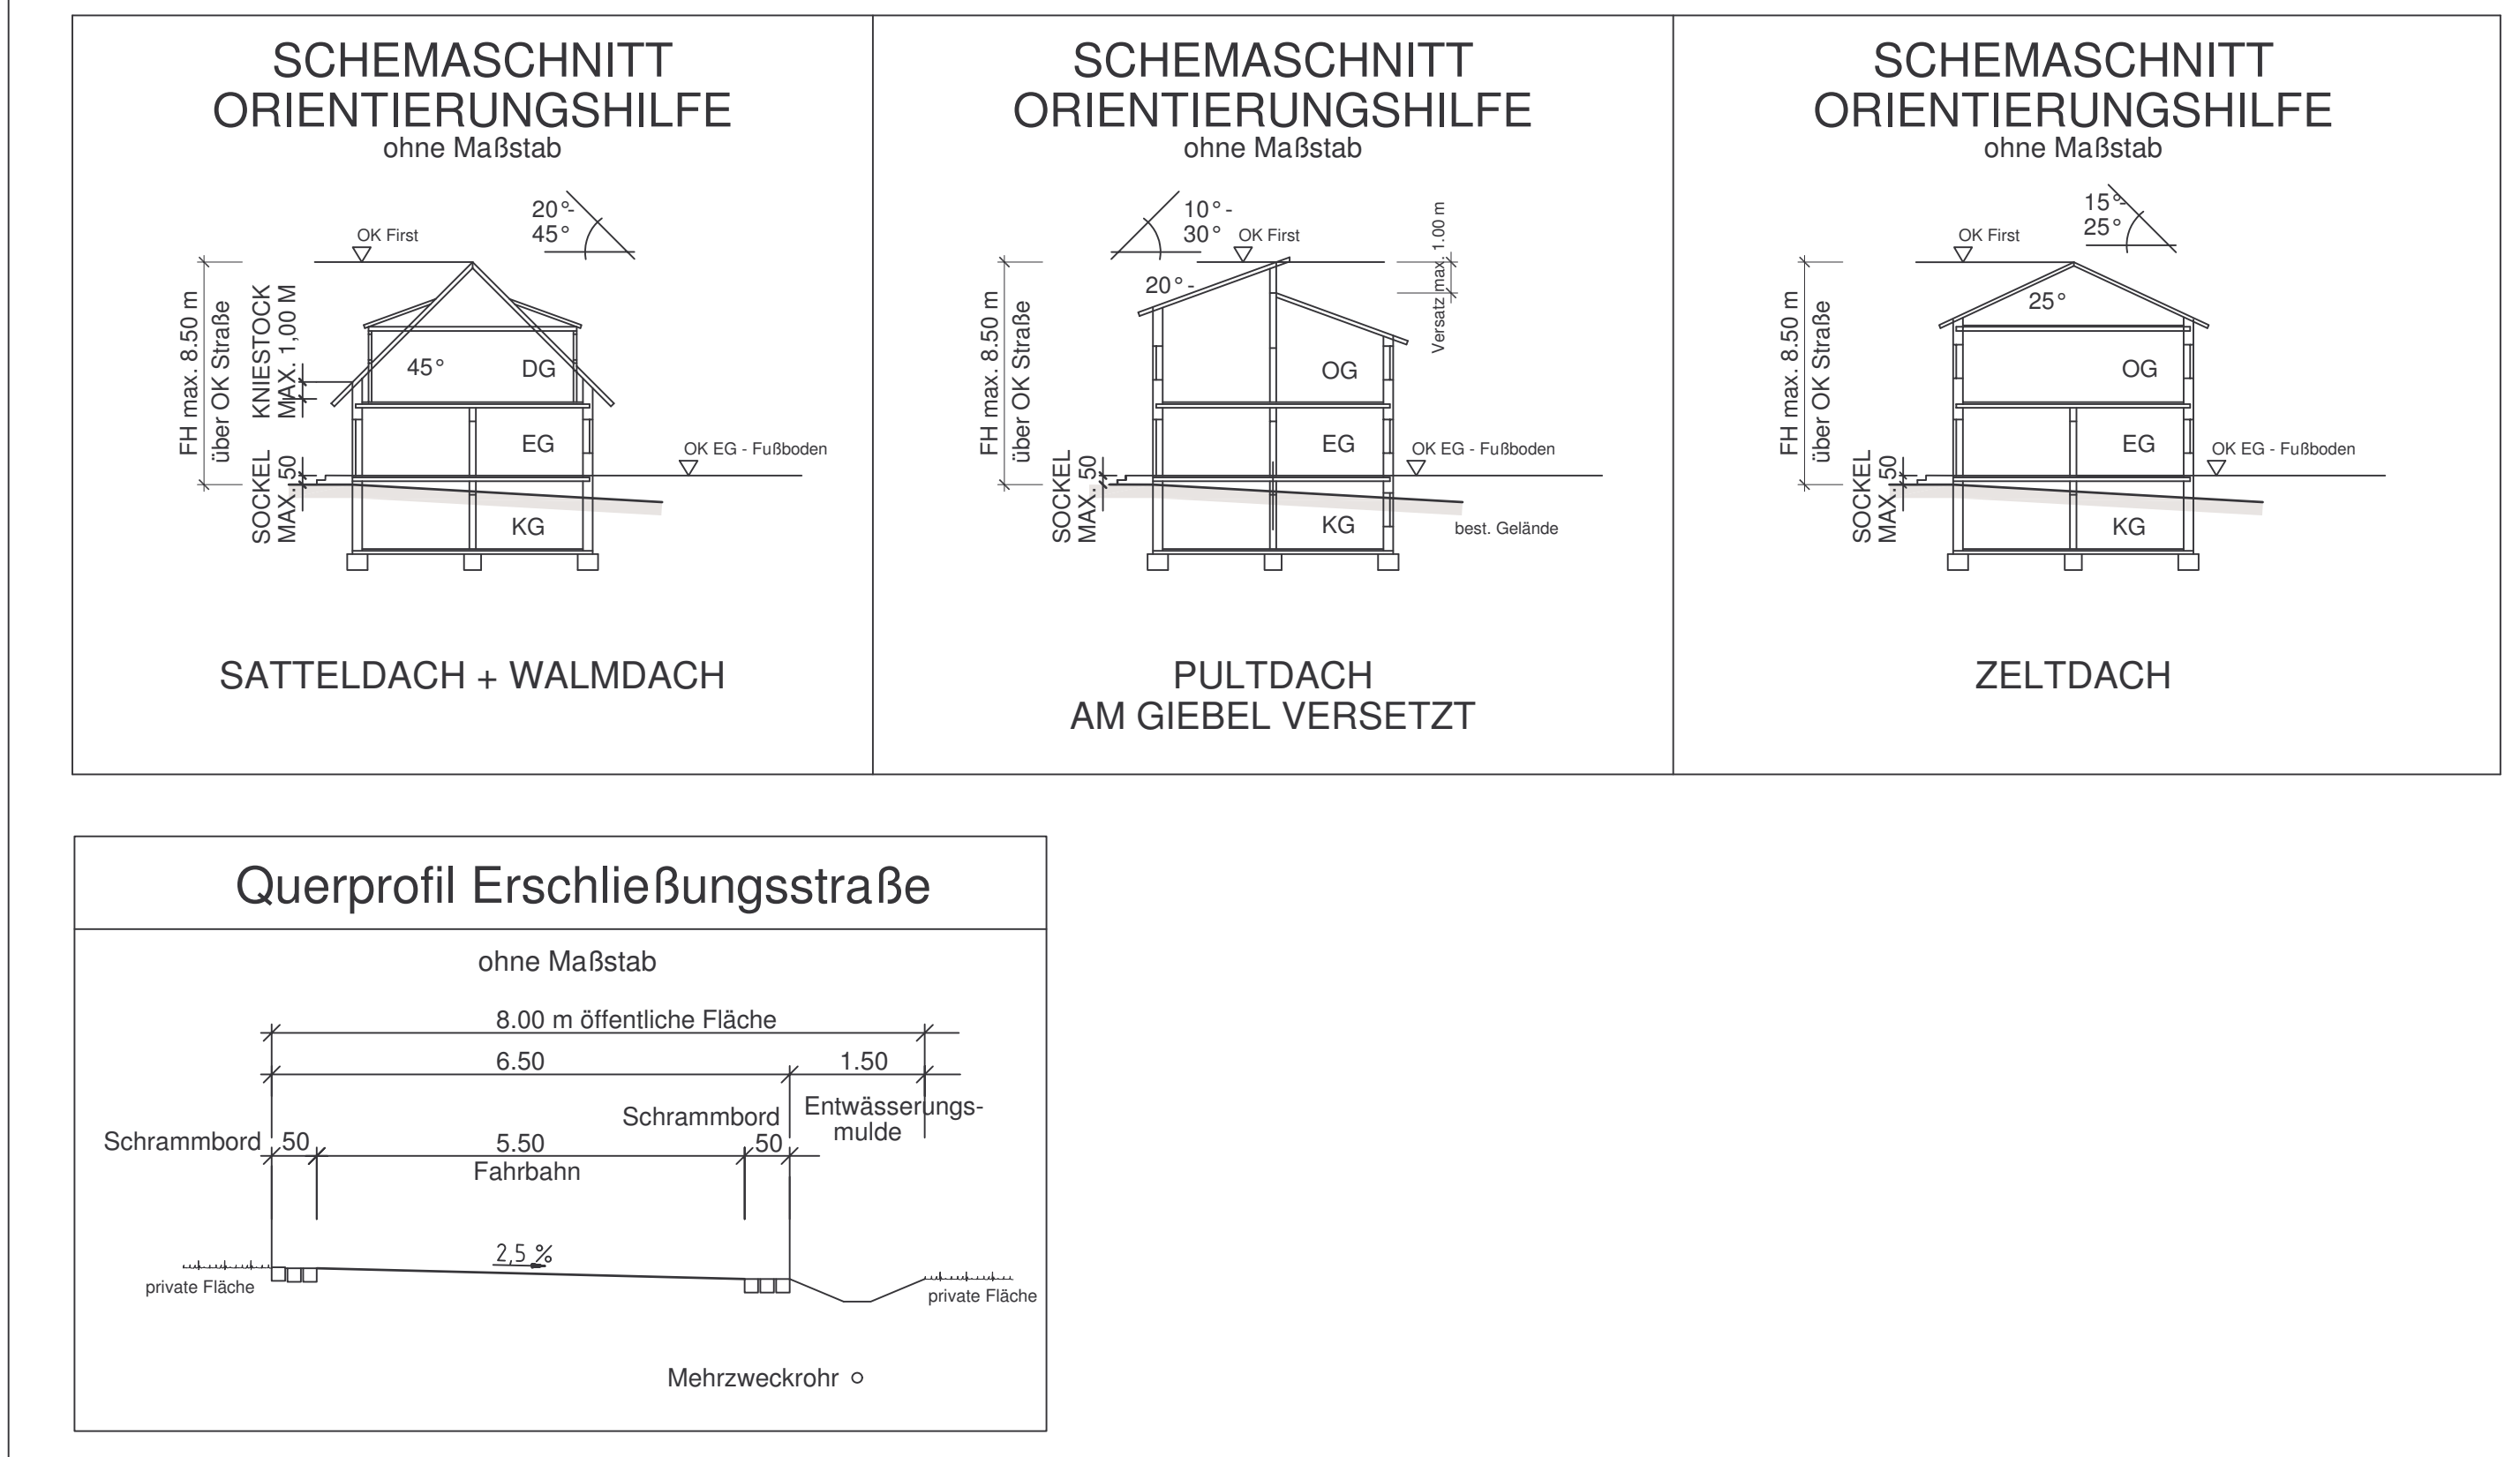 SCHEMASCHNITT
ORIENTIERUNGSHILFE
ohne Maßstab
20°-
45°
OK First
FH max. 8.50 m
über OK Straße
KNIESTOCK
MAX. 1,00 M
45°
DG
EG
OK EG - Fußboden
SOCKEL
MAX. 50
KG
SATTELDACH + WALMDACH
SCHEMASCHNITT
ORIENTIERUNGSHILFE
ohne Maßstab
10°-
30°
OK First
Versatz max. 1.00 m
20°-
FH max. 8.50 m
über OK Straße
OG
EG
OK EG - Fußboden
SOCKEL
MAX. 50
KG
best. Gelände
PULTDACH
AM GIEBEL VERSETZT
SCHEMASCHNITT
ORIENTIERUNGSHILFE
ohne Maßstab
15°-
25°
OK First
25°
FH max. 8.50 m
über OK Straße
OG
EG
OK EG - Fußboden
SOCKEL
MAX. 50
KG
ZELTDACH
Querprofil Erschließungsstraße
ohne Maßstab
8.00 m öffentliche Fläche
6.50
1.50
Schrammbord
Entwässerungs-
mulde
Schrammbord
50
5.50
50
Fahrbahn
2,5 %
private Fläche
private Fläche
Mehrzweckrohr